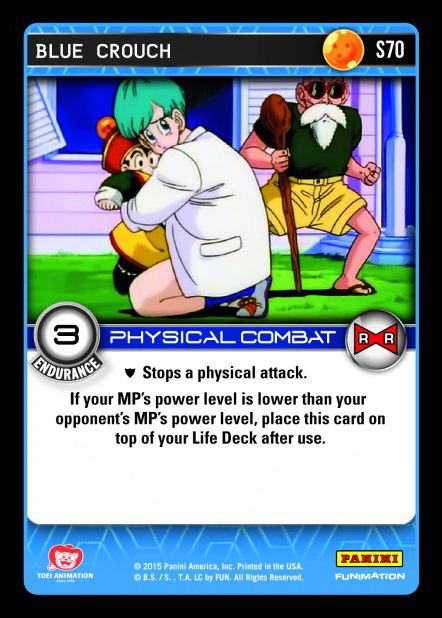 BLUE CROUCH
S70
3
ENDURANCE
PHYSICAL COMBAT
R R
Stops a physical attack.
If your MP's power level is lower than your
opponent's MP's power level, place this card on
top of your Life Deck after use.
TOEI ANIMATION
Since 1956
© 2015 Panini America, Inc. Printed in the USA.
© B.S./ S. , T.A. LC by FUN. All Rights Reserved.
PANINI
FUNIMATION